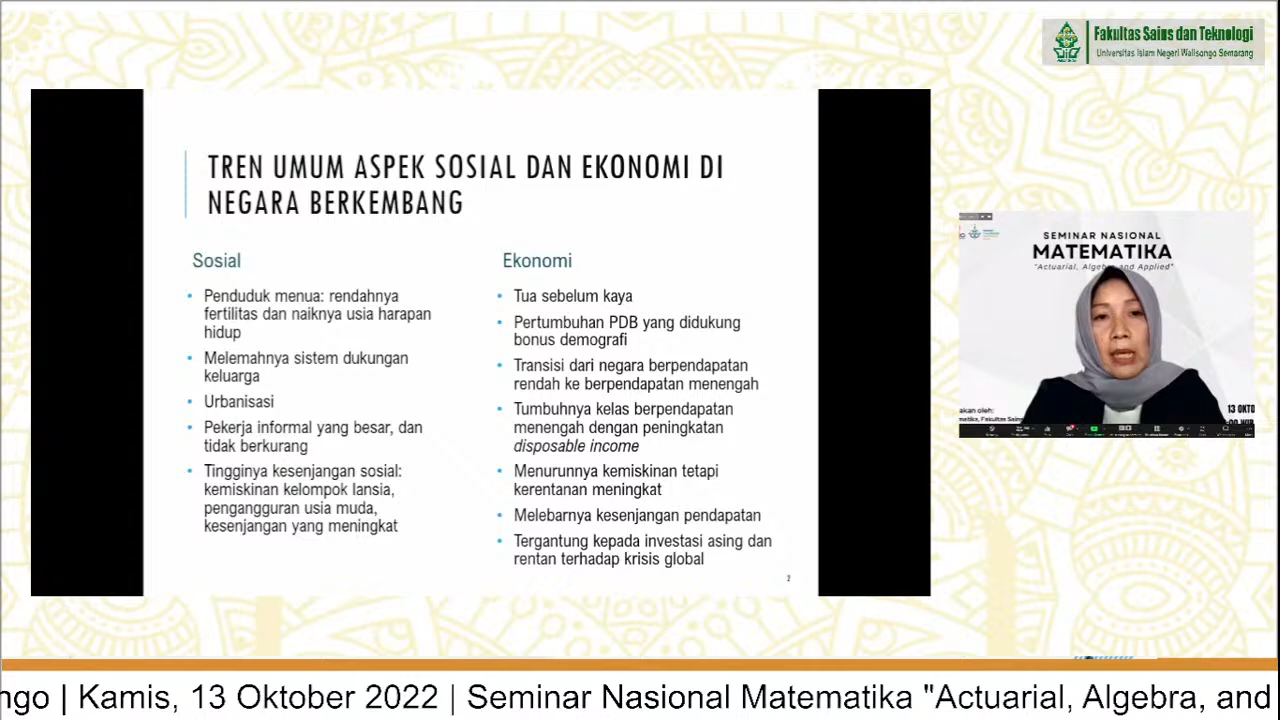 Fakultas Sains dan Teknologi
Universitas Islam Negeri Walisongo Semarang
TREN UMUM ASPEK SOSIAL DAN EKONOMI DI
NEGARA BERKEMBANG
Sosial
• Penduduk menua: rendahnya
fertilitas dan naiknya usia harapan
hidup
• Melemahnya sistem dukungan
keluarga
• Urbanisasi
• Pekerja informal yang besar, dan
tidak berkurang
• Tingginya kesenjangan sosial:
kemiskinan kelompok lansia,
pengangguran usia muda,
kesenjangan yang meningkat
Ekonomi
• Tua sebelum kaya
• Pertumbuhan PDB yang didukung
bonus demografi
• Transisi dari negara berpendapatan
rendah ke berpendapatan menengah
• Tumbuhnya kelas berpendapatan
menengah dengan peningkatan
disposable income
• Menurunnya kemiskinan tetapi
kerentanan meningkat
• Melebarnya kesenjangan pendapatan
• Tergantung kepada investasi asing dan
rentan terhadap krisis global
2
SEMINAR NASIONAL
MATEMATIKA
"Actuarial, Algebra, and Applied"
akan oleh:
matika, Fakultas Sains
13 OKTO
ngo | Kamis, 13 Oktober 2022 | Seminar Nasional Matematika "Actuarial, Algebra, and